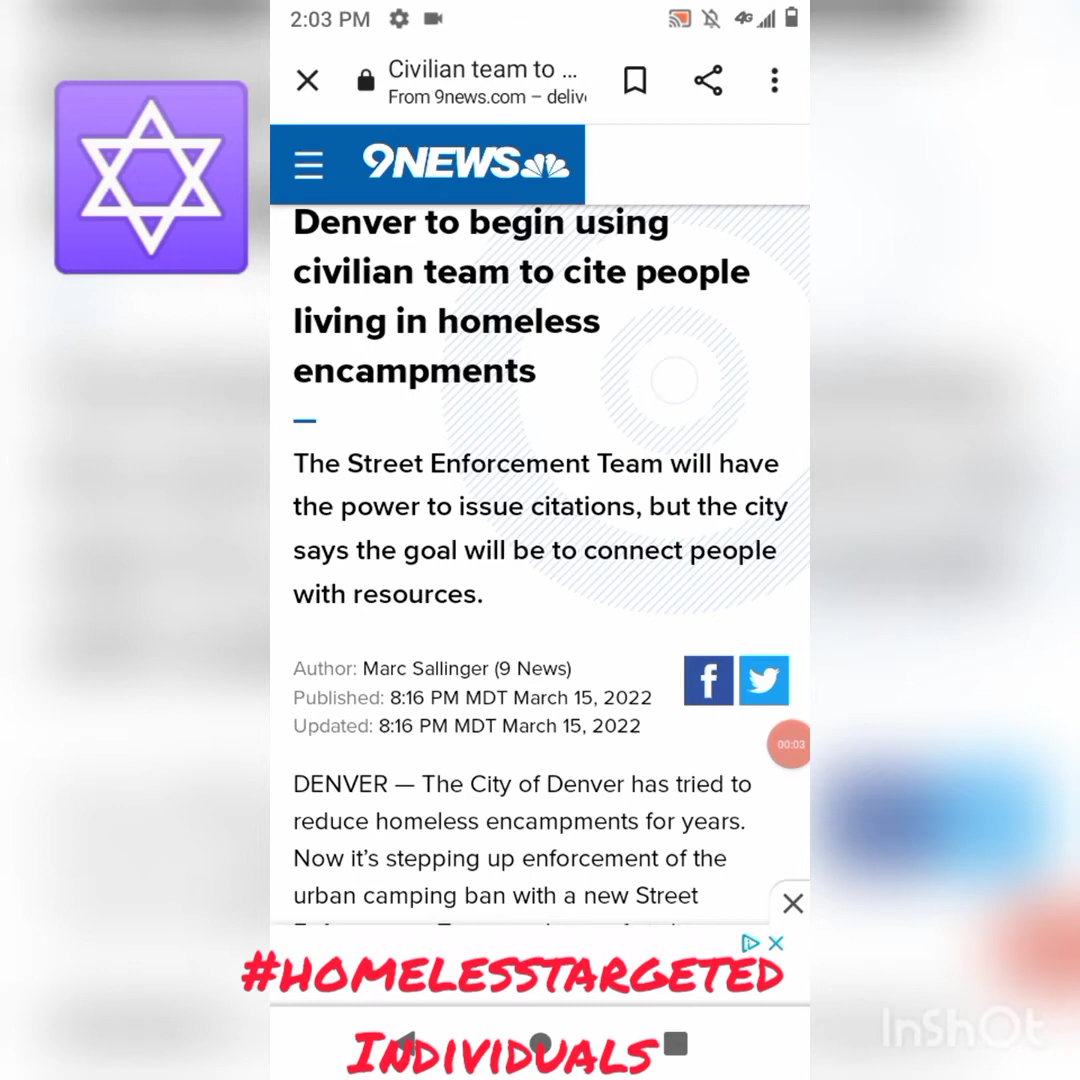 2:03 PM
4G
Civilian team to ...
From 9news.com – deliv
9NEWS
Denver to begin using
civilian team to cite people
living in homeless
encampments
The Street Enforcement Team will have
the power to issue citations, but the city
says the goal will be to connect people
with resources.
Author: Marc Sallinger (9 News)
Published: 8:16 PM MDT March 15, 2022
Updated: 8:16 PM MDT March 15, 2022
00:03
DENVER — The City of Denver has tried to
reduce homeless encampments for years.
Now it's stepping up enforcement of the
urban camping ban with a new Street
#HOMELESSTARGETED
INDIVIDUALS
InShOt